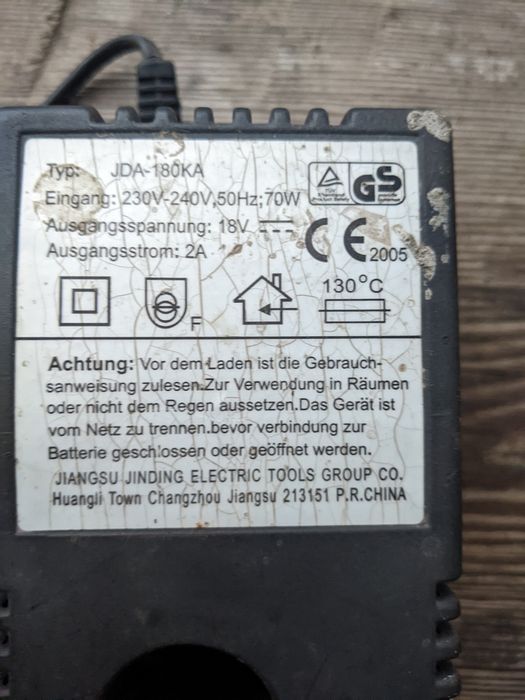 Typ: JDA-180KA
Eingang: 230V-240V,50Hz;70W
Ausgangsspannung: 18V
Ausgangsstrom: 2A
TÜV
GS
CE 2005
F
130°C
Achtung: Vor dem Laden ist die Gebrauch-
sanweisung zulesen.Zur Verwendung in Räumen
oder nicht dem Regen aussetzen.Das Gerät ist
vom Netz zu trennen.bevor verbindung zur
Batterie geschlossen oder geöffnet werden.
JIANGSU JINDING ELECTRIC TOOLS GROUP CO.
Huangli Town Changzhou Jiangsu 213151 P.R.CHINA